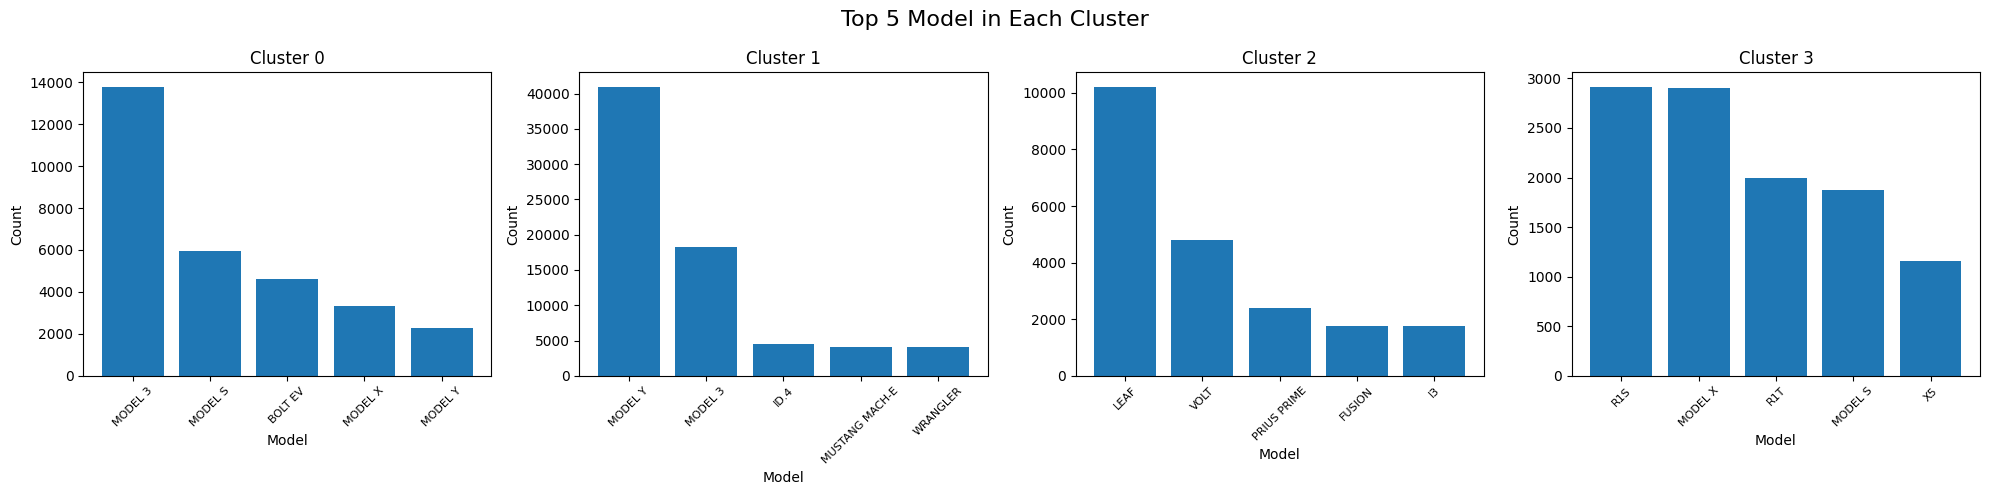 Top 5 Model in Each Cluster
Cluster 0
14000
12000
10000
8000
6000
4000
2000
0
Count
MODEL 3
MODEL S
BOLT EV
MODEL X
MODEL Y
Model
Cluster 1
40000
35000
30000
25000
20000
15000
10000
5000
0
Count
MODEL Y
MODEL 3
ID.4
MUSTANG MACH-E
WRANGLER
Model
Cluster 2
10000
8000
6000
4000
2000
0
Count
LEAF
VOLT
PRIUS PRIME
FUSION
I3
Model
Cluster 3
3000
2500
2000
1500
1000
500
0
Count
R1S
MODEL X
R1T
MODEL S
X5
Model